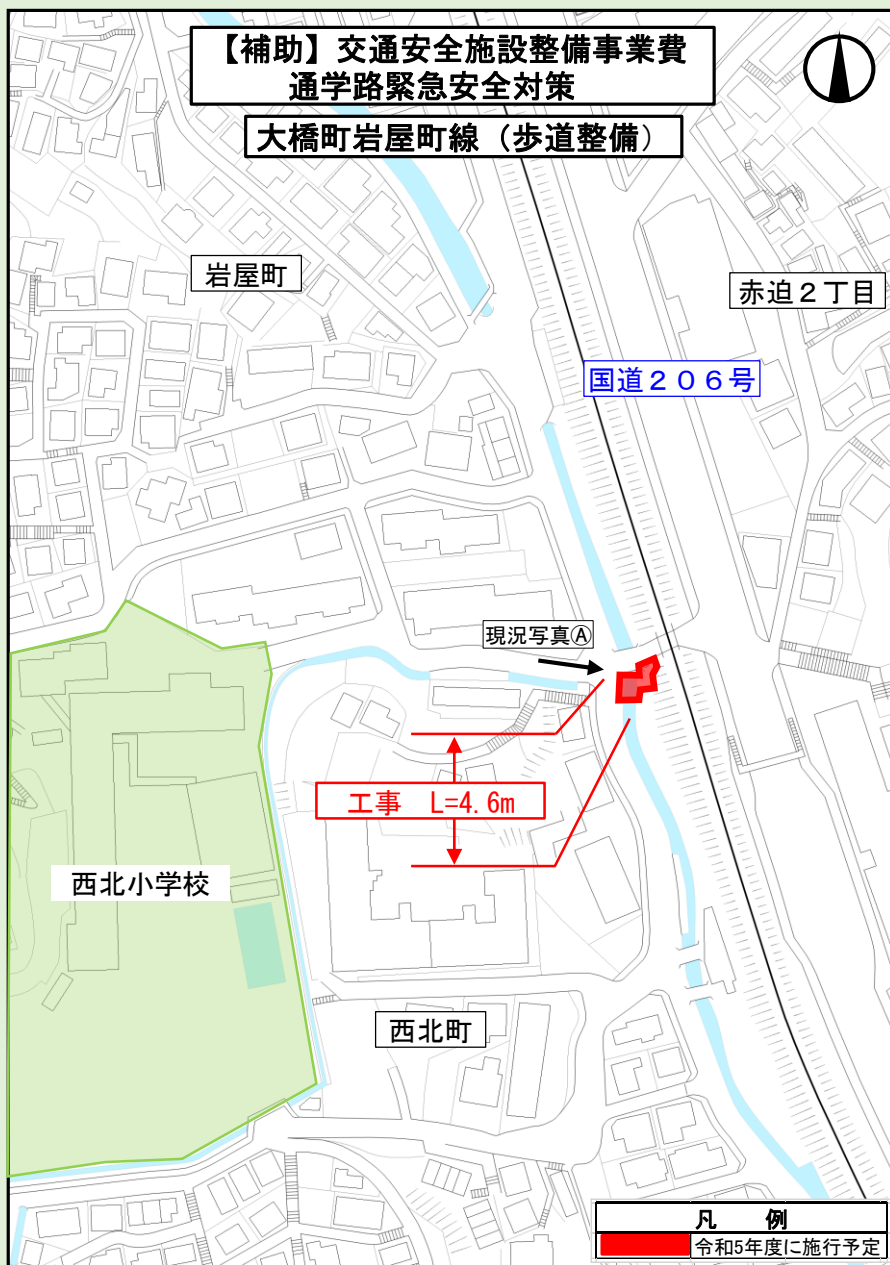 【補助】交通安全施設整備事業費
通学路緊急安全対策
大橋町岩屋町線（歩道整備）
岩屋町
赤迫２丁目
国道２０６号
現況写真Ⓐ
工事 L=4.6m
西北小学校
西北町
凡 例
令和5年度に施行予定